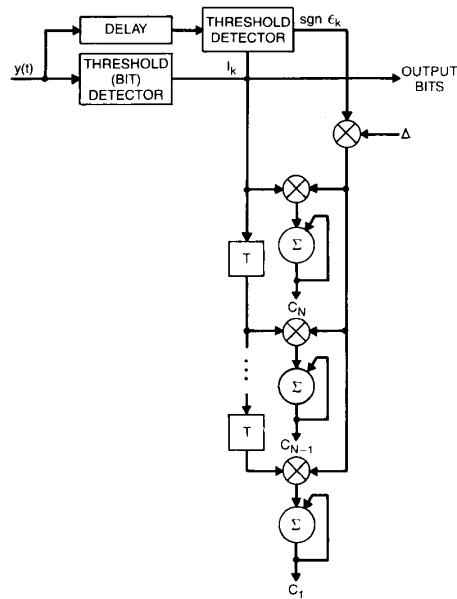 DELAY
THRESHOLD
DETECTOR
sgn ϵk
y(t)
THRESHOLD
(BIT)
DETECTOR
Ik
OUTPUT
BITS
Δ
Σ
T
CN
Σ
T
CN−1
Σ
C1